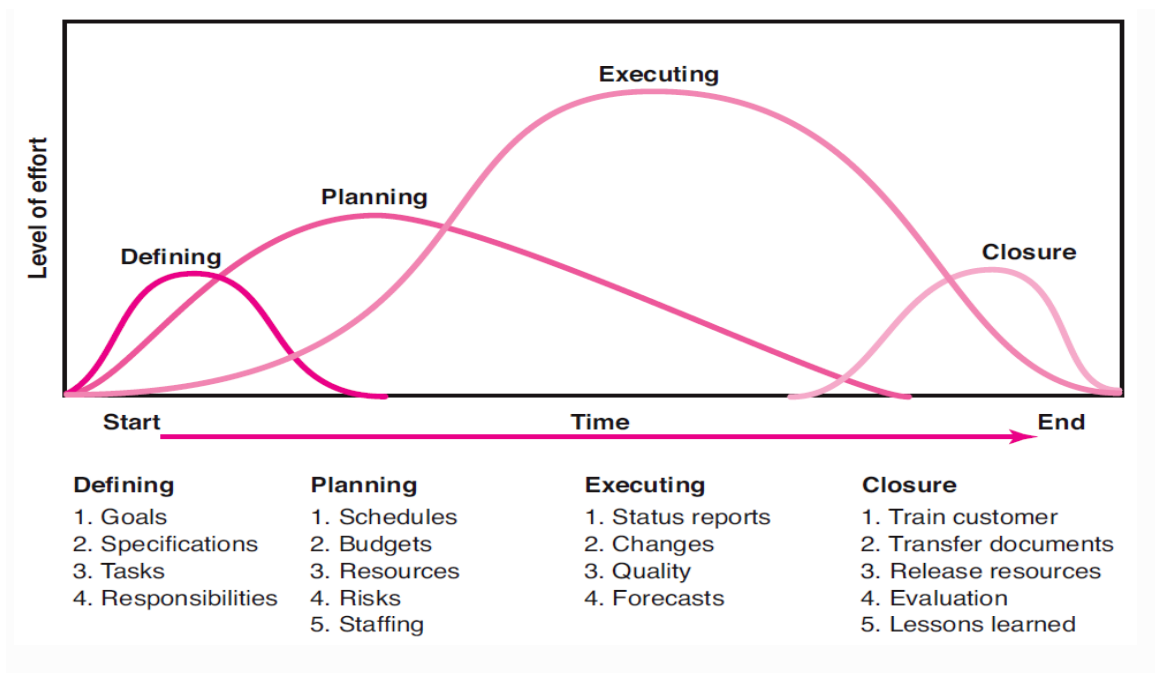 Executing
Planning
Defining
Closure
Level of effort
Start
Time
End
Defining
1. Goals
2. Specifications
3. Tasks
4. Responsibilities
Planning
1. Schedules
2. Budgets
3. Resources
4. Risks
5. Staffing
Executing
1. Status reports
2. Changes
3. Quality
4. Forecasts
Closure
1. Train customer
2. Transfer documents
3. Release resources
4. Evaluation
5. Lessons learned